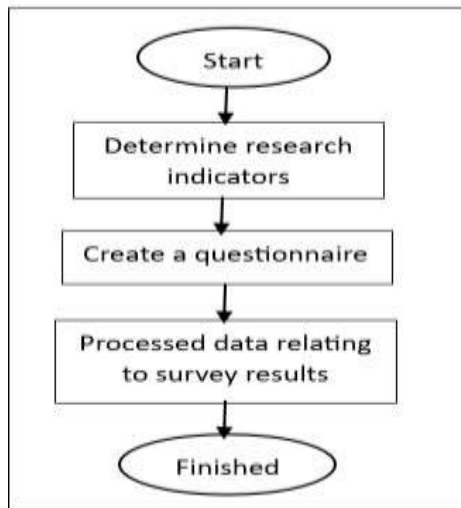 Start
Determine research
indicators
Create a questionnaire
Processed data relating
to survey results
Finished